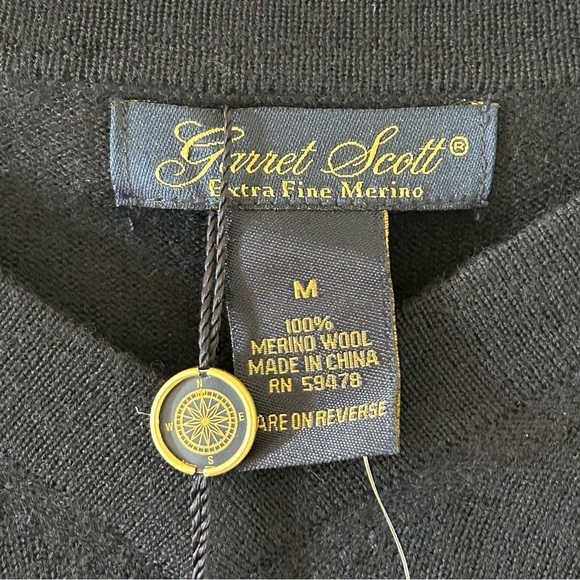 Garret Scott®
Extra Fine Merino
M
100%
MERINO WOOL
MADE IN CHINA
RN 59478
ARE ON REVERSE
N
W E
S